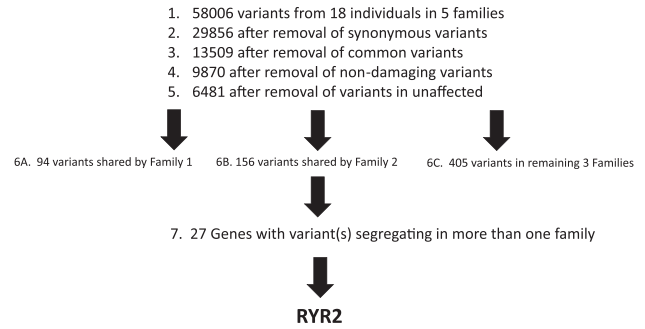 1. 58006 variants from 18 individuals in 5 families
2. 29856 after removal of synonymous variants
3. 13509 after removal of common variants
4. 9870 after removal of non-damaging variants
5. 6481 after removal of variants in unaffected
6A. 94 variants shared by Family 1
6B. 156 variants shared by Family 2
6C. 405 variants in remaining 3 Families
7. 27 Genes with variant(s) segregating in more than one family
RYR2